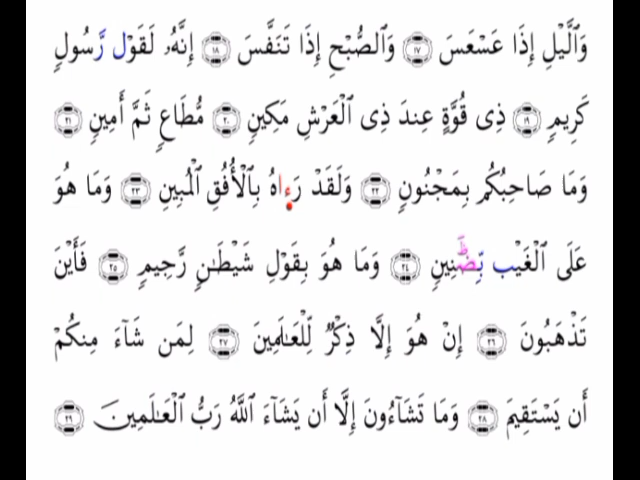 وَٱلَّيْلِ إِذَا عَسْعَسَ ١٧ وَٱلصُّبْحِ إِذَا تَنَفَّسَ ١٨ إِنَّهُۥ لَقَوْل رَّسُولٍ
كَرِيمٍ ١٩ ذِى قُوَّةٍ عِندَ ذِى ٱلْعَرْشِ مَكِينٍ ٢٠ مُّطَاعٍ ثَمَّ أَمِينٍ ٢١
وَمَا صَاحِبُكُم بِمَجْنُونٍ ٢٢ وَلَقَدْ رَءِاهُ بِٱلْأُفُقِ ٱلْمُبِينِ ٢٣ وَمَا هُوَ
عَلَى ٱلْغَيْب بِّضَنِينٍ ٢٤ وَمَا هُوَ بِقَوْلِ شَيْطَـٰنٍ رَّجِيمٍ ٢٥ فَأَيْنَ
تَذْهَبُونَ ٢٦ إِنْ هُوَ إِلَّا ذِكْرٌ لِّلْعَـٰلَمِينَ ٢٧ لِمَن شَآءَ مِنكُمْ
أَن يَسْتَقِيمَ ٢٨ وَمَا تَشَآءُونَ إِلَّآ أَن يَشَآءَ ٱللَّهُ رَبُّ ٱلْعَـٰلَمِينَ ٢٩